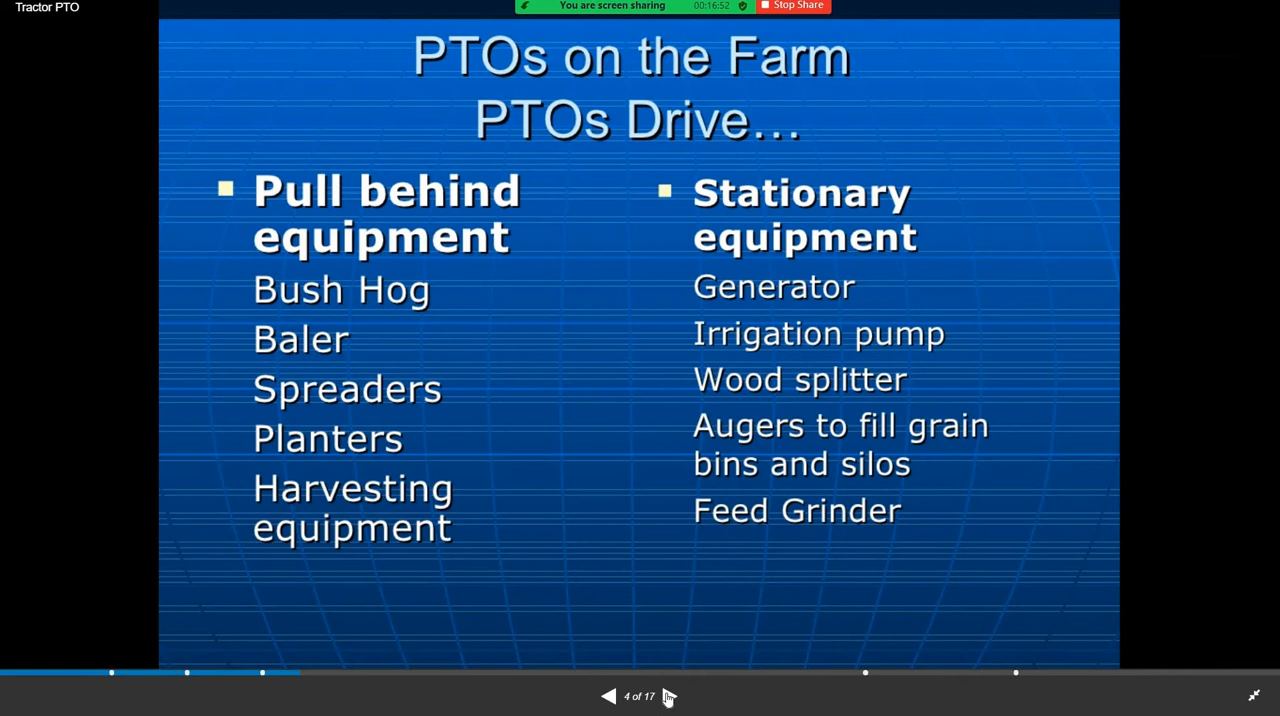 Tractor PTO
You are screen sharing 00:16:52 Stop Share
PTOs on the Farm
PTOs Drive…
Pull behind
equipment
Bush Hog
Baler
Spreaders
Planters
Harvesting
equipment
Stationary
equipment
Generator
Irrigation pump
Wood splitter
Augers to fill grain
bins and silos
Feed Grinder
4 of 17